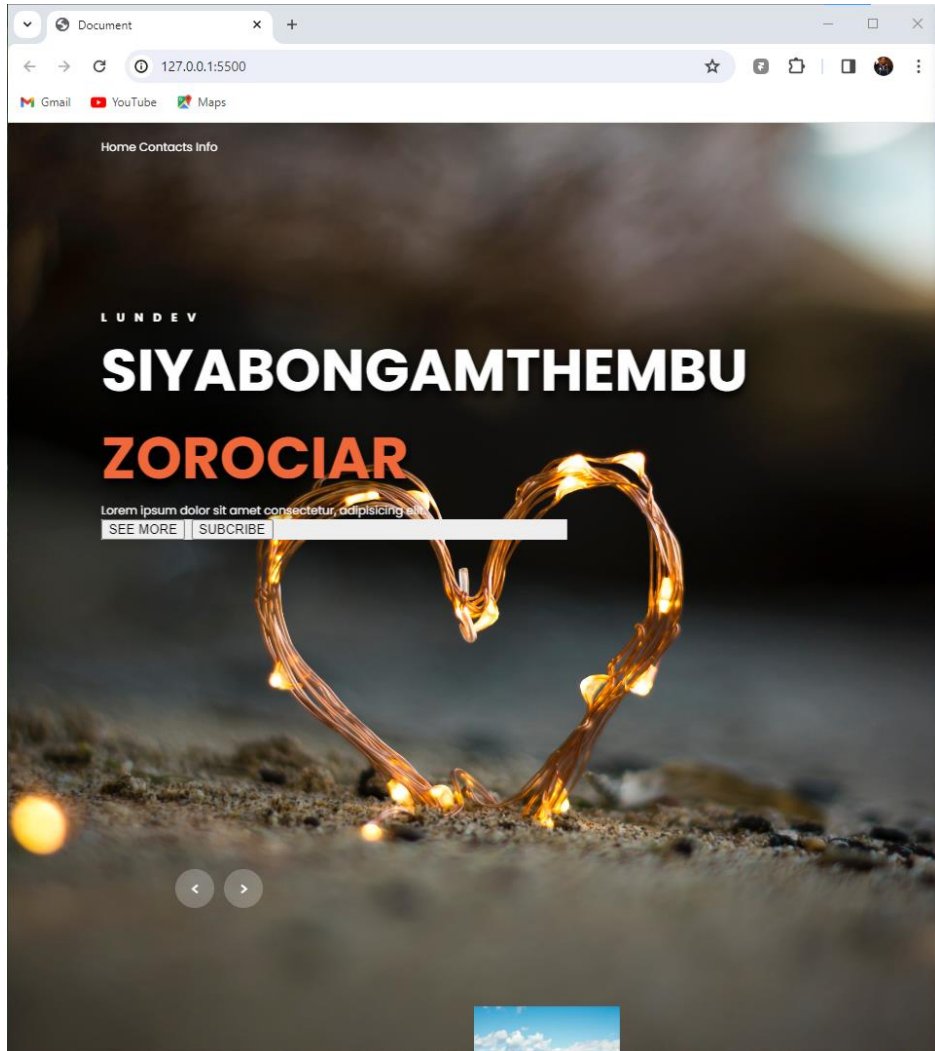 Document
127.0.0.1:5500
Gmail YouTube Maps
Home Contacts Info
LUNDEV
SIYABONGAMTHEMBU
ZOROCIAR
Lorem ipsum dolor sit amet consectetur, adipisicing elit.
SEE MORE SUBCRIBE
< >